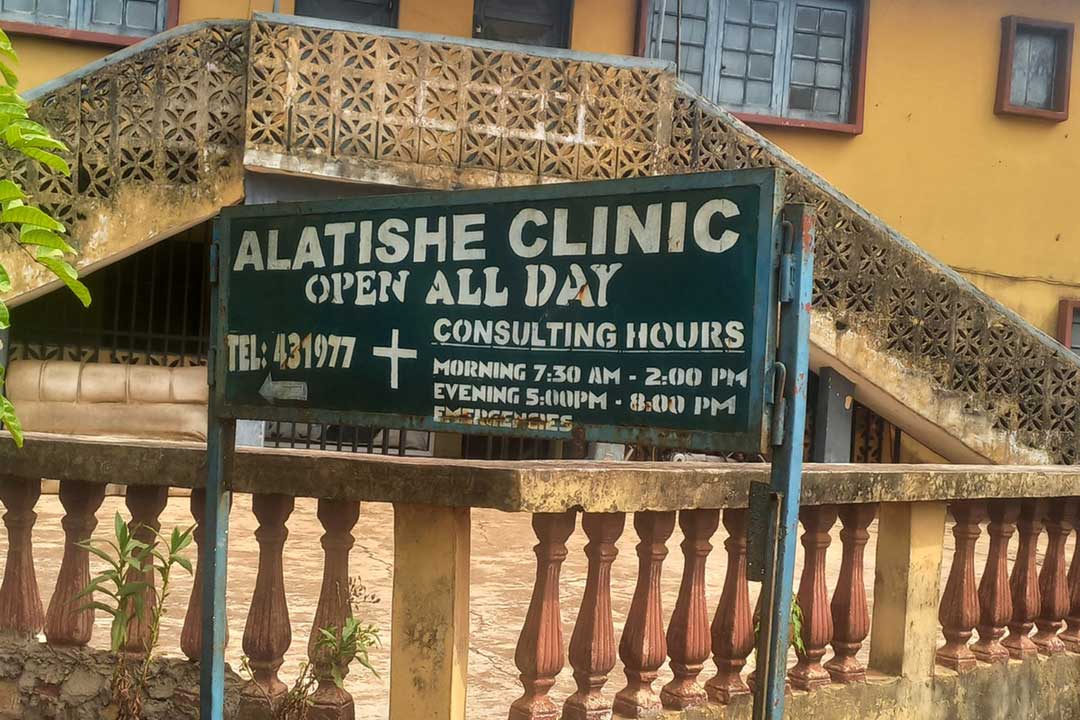 ALATISHE CLINIC
OPEN ALL DAY
TEL: 431977
CONSULTING HOURS
MORNING 7:30 AM - 2:00 PM
EVENING 5:00PM - 8:00 PM
EMERGENCIES